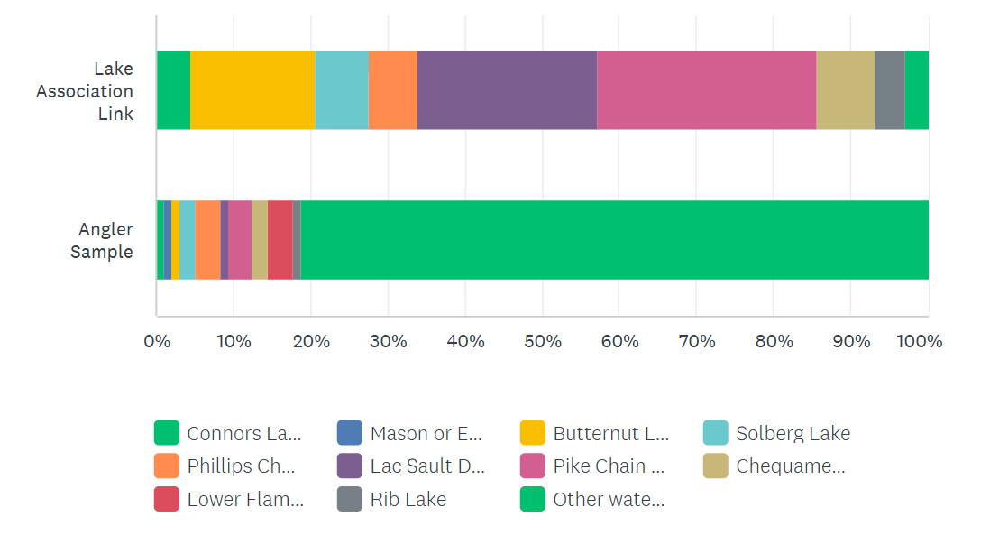 Lake
Association
Link
Angler
Sample
0% 10% 20% 30% 40% 50% 60% 70% 80% 90% 100%
Connors La... Mason or E... Butternut L... Solberg Lake
Phillips Ch... Lac Sault D... Pike Chain ... Chequame...
Lower Flam... Rib Lake Other wate...